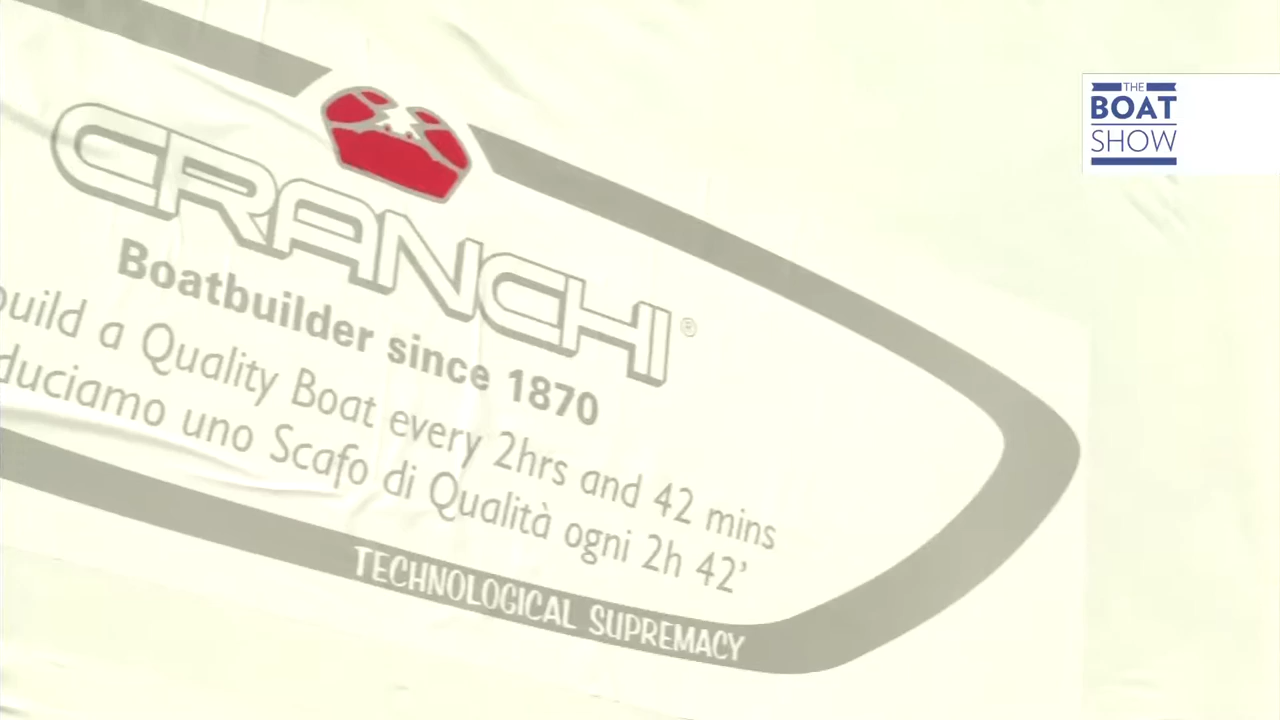 CRANCHI®
Boatbuilder since 1870
build a Quality Boat every 2hrs and 42 mins
duciamo uno Scafo di Qualità ogni 2h 42’
TECHNOLOGICAL SUPREMACY
THE
BOAT
SHOW